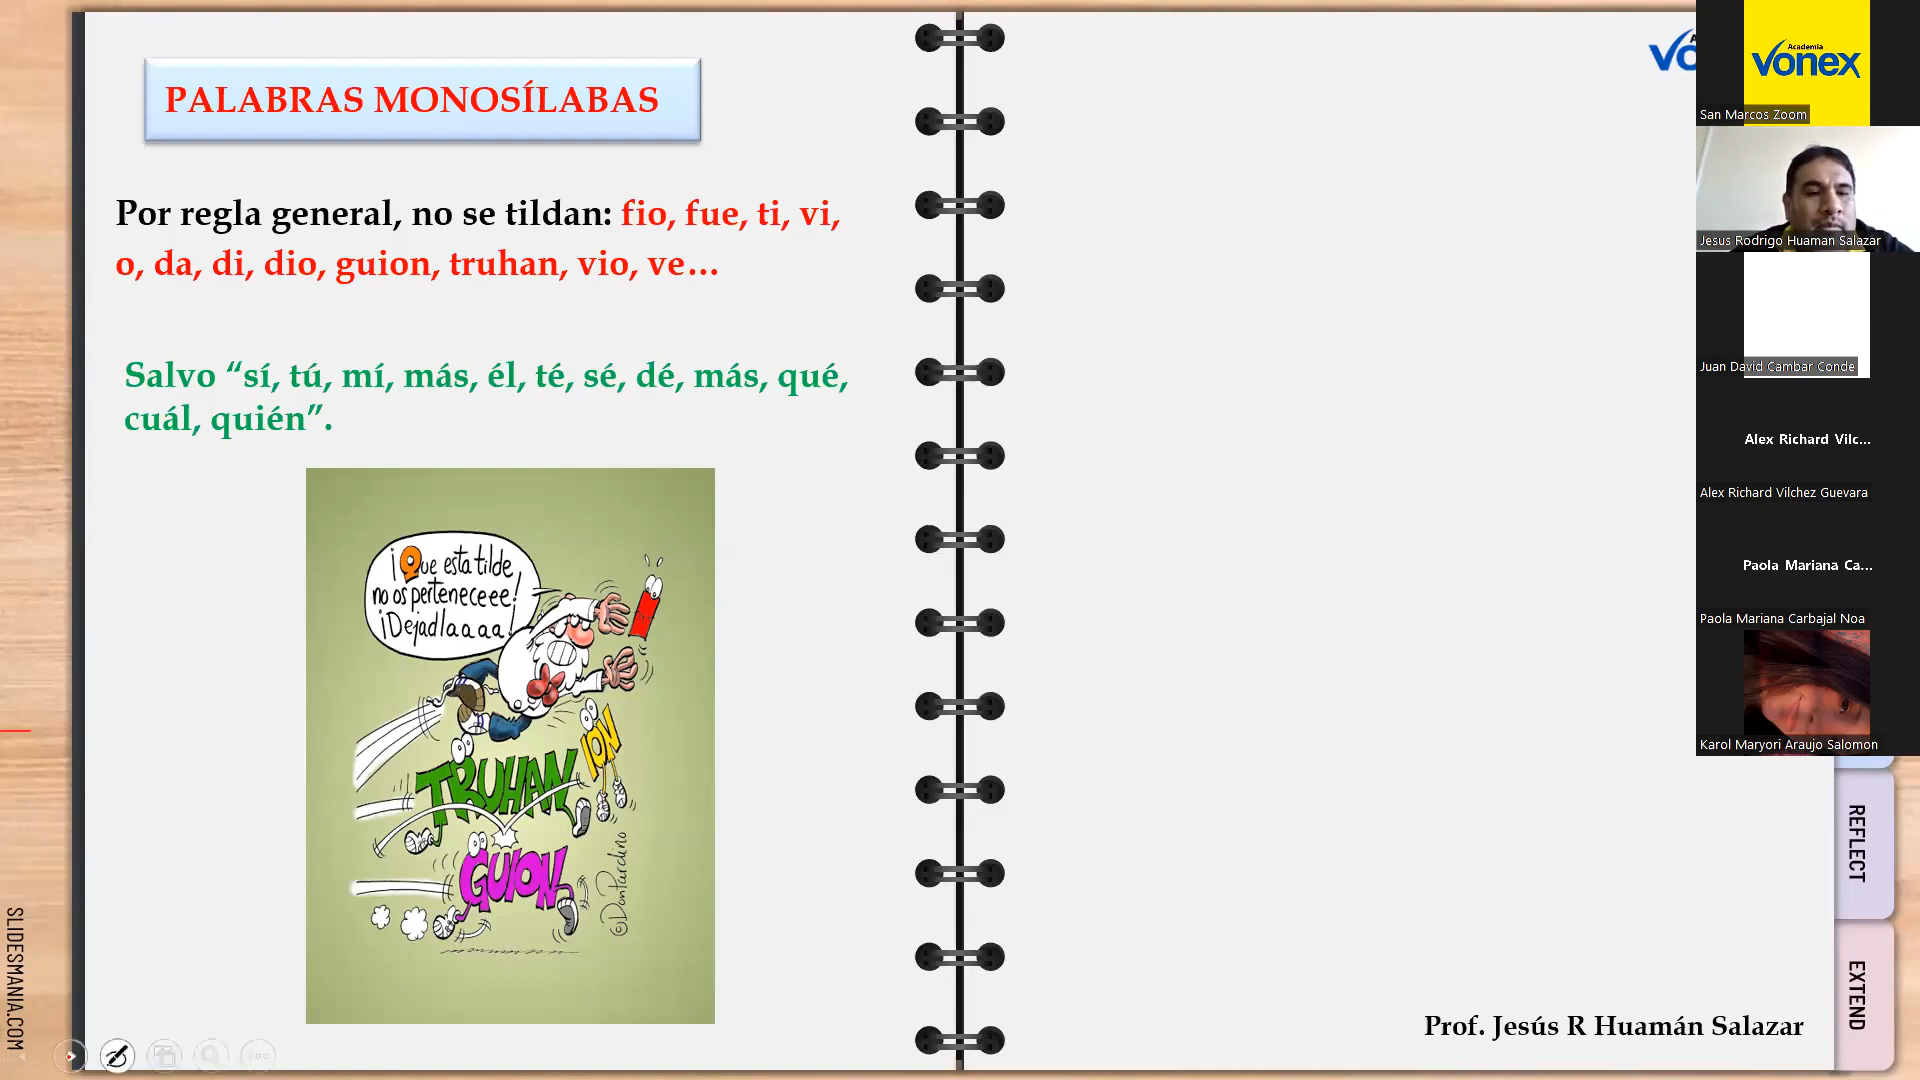 PALABRAS MONOSÍLABAS
Por regla general, no se tildan: fio, fue, ti, vi,
o, da, di, dio, guion, truhan, vio, ve...
Salvo “sí, tú, mí, más, él, té, sé, dé, más, qué,
cuál, quién”.
¡Que esta tilde
no os perteneceee!
¡Dejadlaaaa!
ION
TRUHAN
GUION
©DonPardino
Prof. Jesús R Huamán Salazar
REFLECT
EXTEND
SLIDESMANIA.COM
Academia
vonex
San Marcos Zoom
Jesus Rodrigo Huaman Salazar
Juan David Cambar Conde
Alex Richard Vilc...
Alex Richard Vilchez Guevara
Paola Mariana Ca...
Paola Mariana Carbajal Noa
Karol Maryori Araujo Salomon